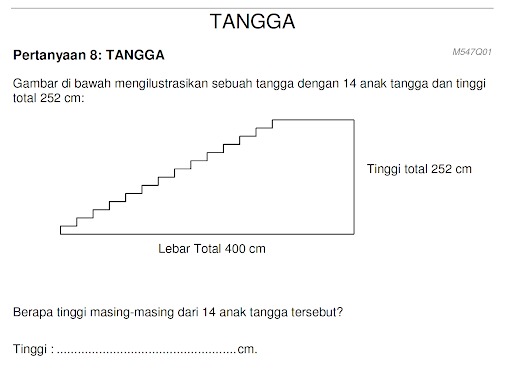 TANGGA
Pertanyaan 8: TANGGA
M547Q01
Gambar di bawah mengilustrasikan sebuah tangga dengan 14 anak tangga dan tinggi
total 252 cm:
Tinggi total 252 cm
Lebar Total 400 cm
Berapa tinggi masing-masing dari 14 anak tangga tersebut?
Tinggi : ....................................................cm.